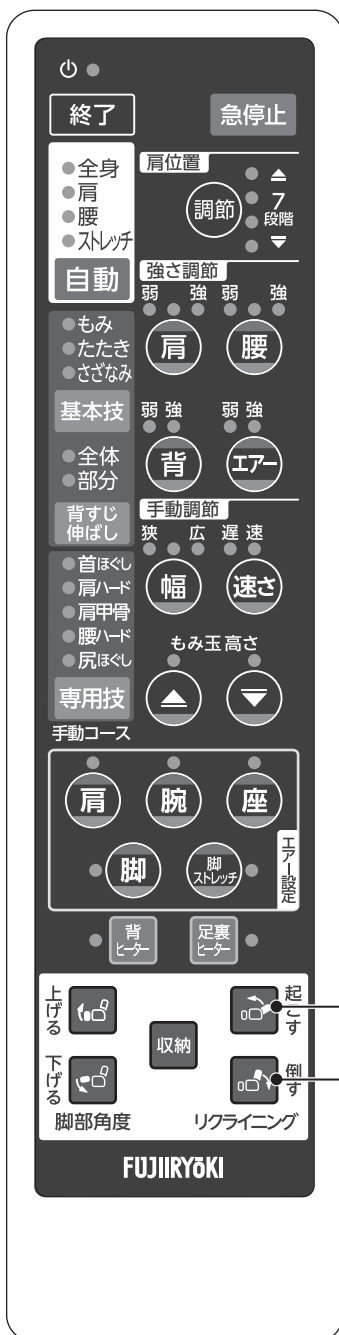 終了
急停止
全身
肩
腰
ストレッチ
自動
肩位置
調節
7
段階
強さ調節
弱 強 弱 強
肩 腰
弱 強 弱 強
背 エアー
もみ
たたき
さざなみ
基本技
全体
部分
背すじ
伸ばし
手動調節
狭 広 遅 速
幅 速さ
もみ玉高さ
首ほぐし
肩ハード
肩甲骨
腰ハード
尻ほぐし
専用技
手動コース
肩 腕 座
脚 脚
ストレッチ
エアー設定
背
ヒーター
足裏
ヒーター
上げる
下げる
脚部角度
収納
起こす
倒す
リクライニング
FUJIIRYōKI